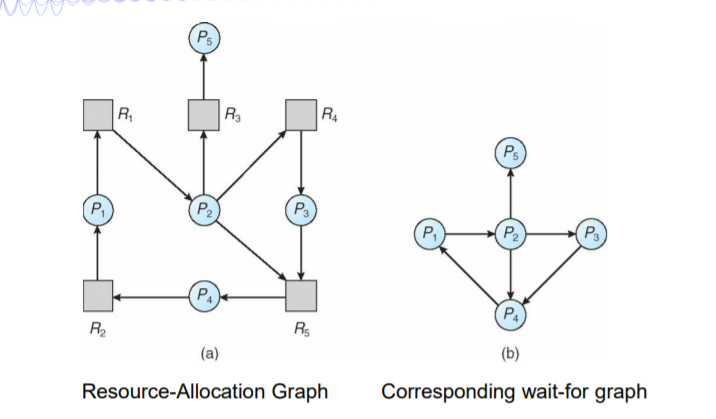 P5
R1
R3
R4
P1
P2
P3
P4
R2
R5
(a)
Resource-Allocation Graph
P5
P1
P2
P3
P4
(b)
Corresponding wait-for graph